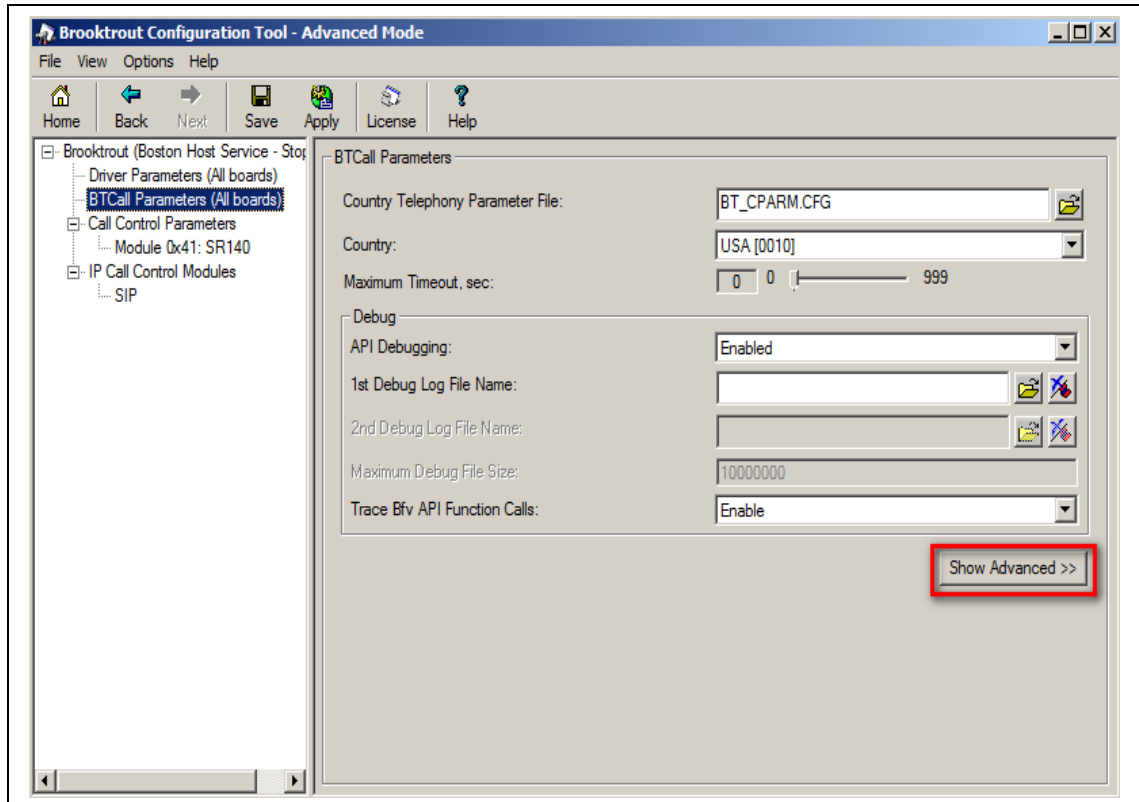 Brooktrout Configuration Tool - Advanced Mode
File View Options Help
Home Back Next Save Apply License Help
Brooktrout (Boston Host Service - Stop
Driver Parameters (All boards)
BTCall Parameters (All boards)
Call Control Parameters
Module 0x41: SR140
IP Call Control Modules
SIP
BTCall Parameters
Country Telephony Parameter File: BT_CPARM.CFG
Country: USA [0010]
Maximum Timeout, sec: 0 0 999
Debug
API Debugging: Enabled
1st Debug Log File Name:
2nd Debug Log File Name:
Maximum Debug File Size: 10000000
Trace Bfv API Function Calls: Enable
Show Advanced >>